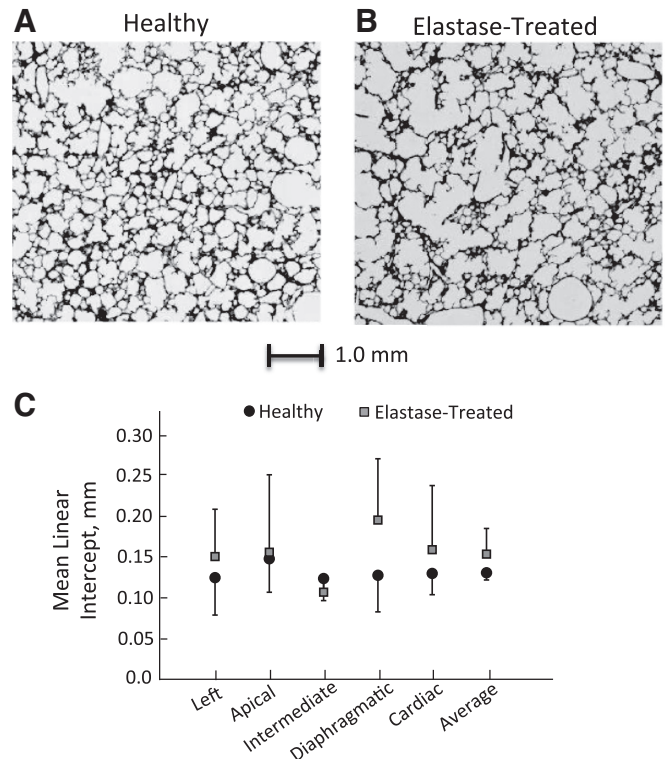 A
Healthy
B
Elastase-Treated
1.0 mm
C
Healthy
Elastase-Treated
Mean Linear
Intercept, mm
0.30
0.25
0.20
0.15
0.10
0.05
0.0
Left
Apical
Intermediate
Diaphragmatic
Cardiac
Average